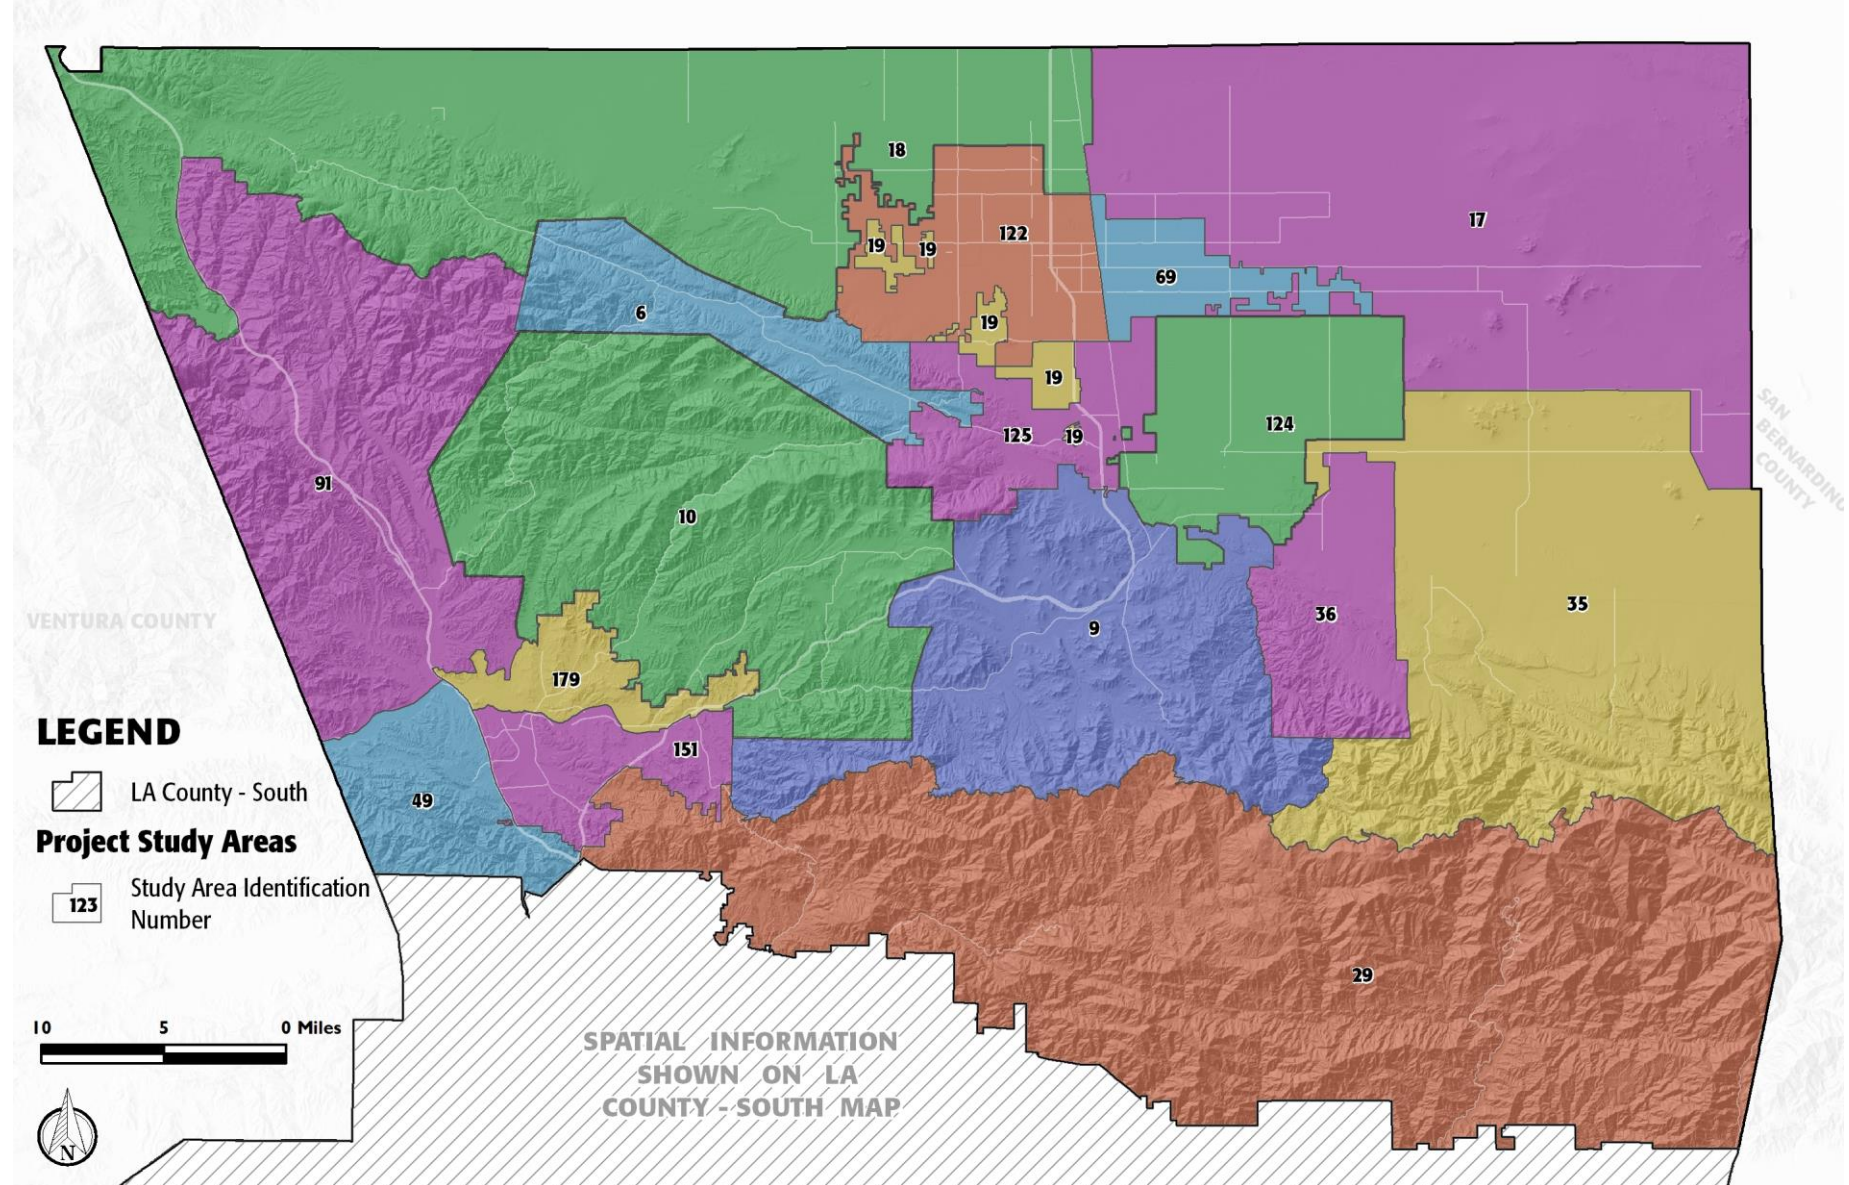 18
17
19
19
122
69
6
19
19
124
125
19
91
10
35
36
9
179
151
49
29
SAN
BERNARDINO
COUNTY
VENTURA COUNTY
LEGEND
LA County - South
Project Study Areas
123
Study Area Identification
Number
10 5 0 Miles
N
SPATIAL INFORMATION
SHOWN ON LA
COUNTY - SOUTH MAP